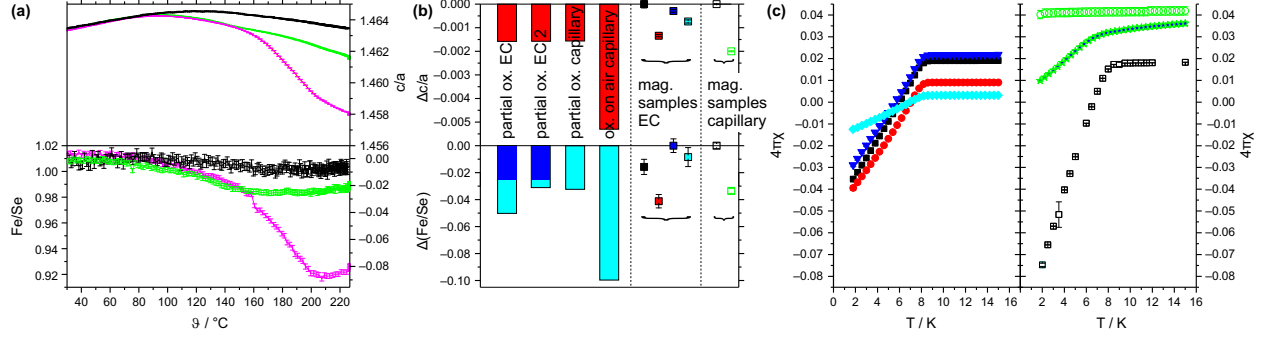 (a)
1.464
1.462
1.460
1.458
1.456
c/a
1.02
1.00
0.98
0.96
0.94
0.92
Fe/Se
0.00
−0.02
−0.04
−0.06
−0.08
40 60 80 100 120 140 160 180 200 220
ϑ / °C
(b)
0.000
−0.001
−0.002
−0.003
−0.004
−0.005
Δc/a
partial ox. EC
partial ox. EC 2
partial ox. capillary
ox. on air capillary
mag.
samples
EC
mag.
samples
capillary
0.00
−0.02
−0.04
−0.06
−0.08
−0.10
Δ(Fe/Se)
(c)
0.04
0.03
0.02
0.01
0.00
−0.01
−0.02
−0.03
−0.04
−0.05
−0.06
−0.07
−0.08
4πχ
0 2 4 6 8 10 12 14 16
T / K
2 4 6 8 10 12 14 16
T / K
0.04
0.03
0.02
0.01
0.00
−0.01
−0.02
−0.03
−0.04
−0.05
−0.06
−0.07
−0.08
4πχ